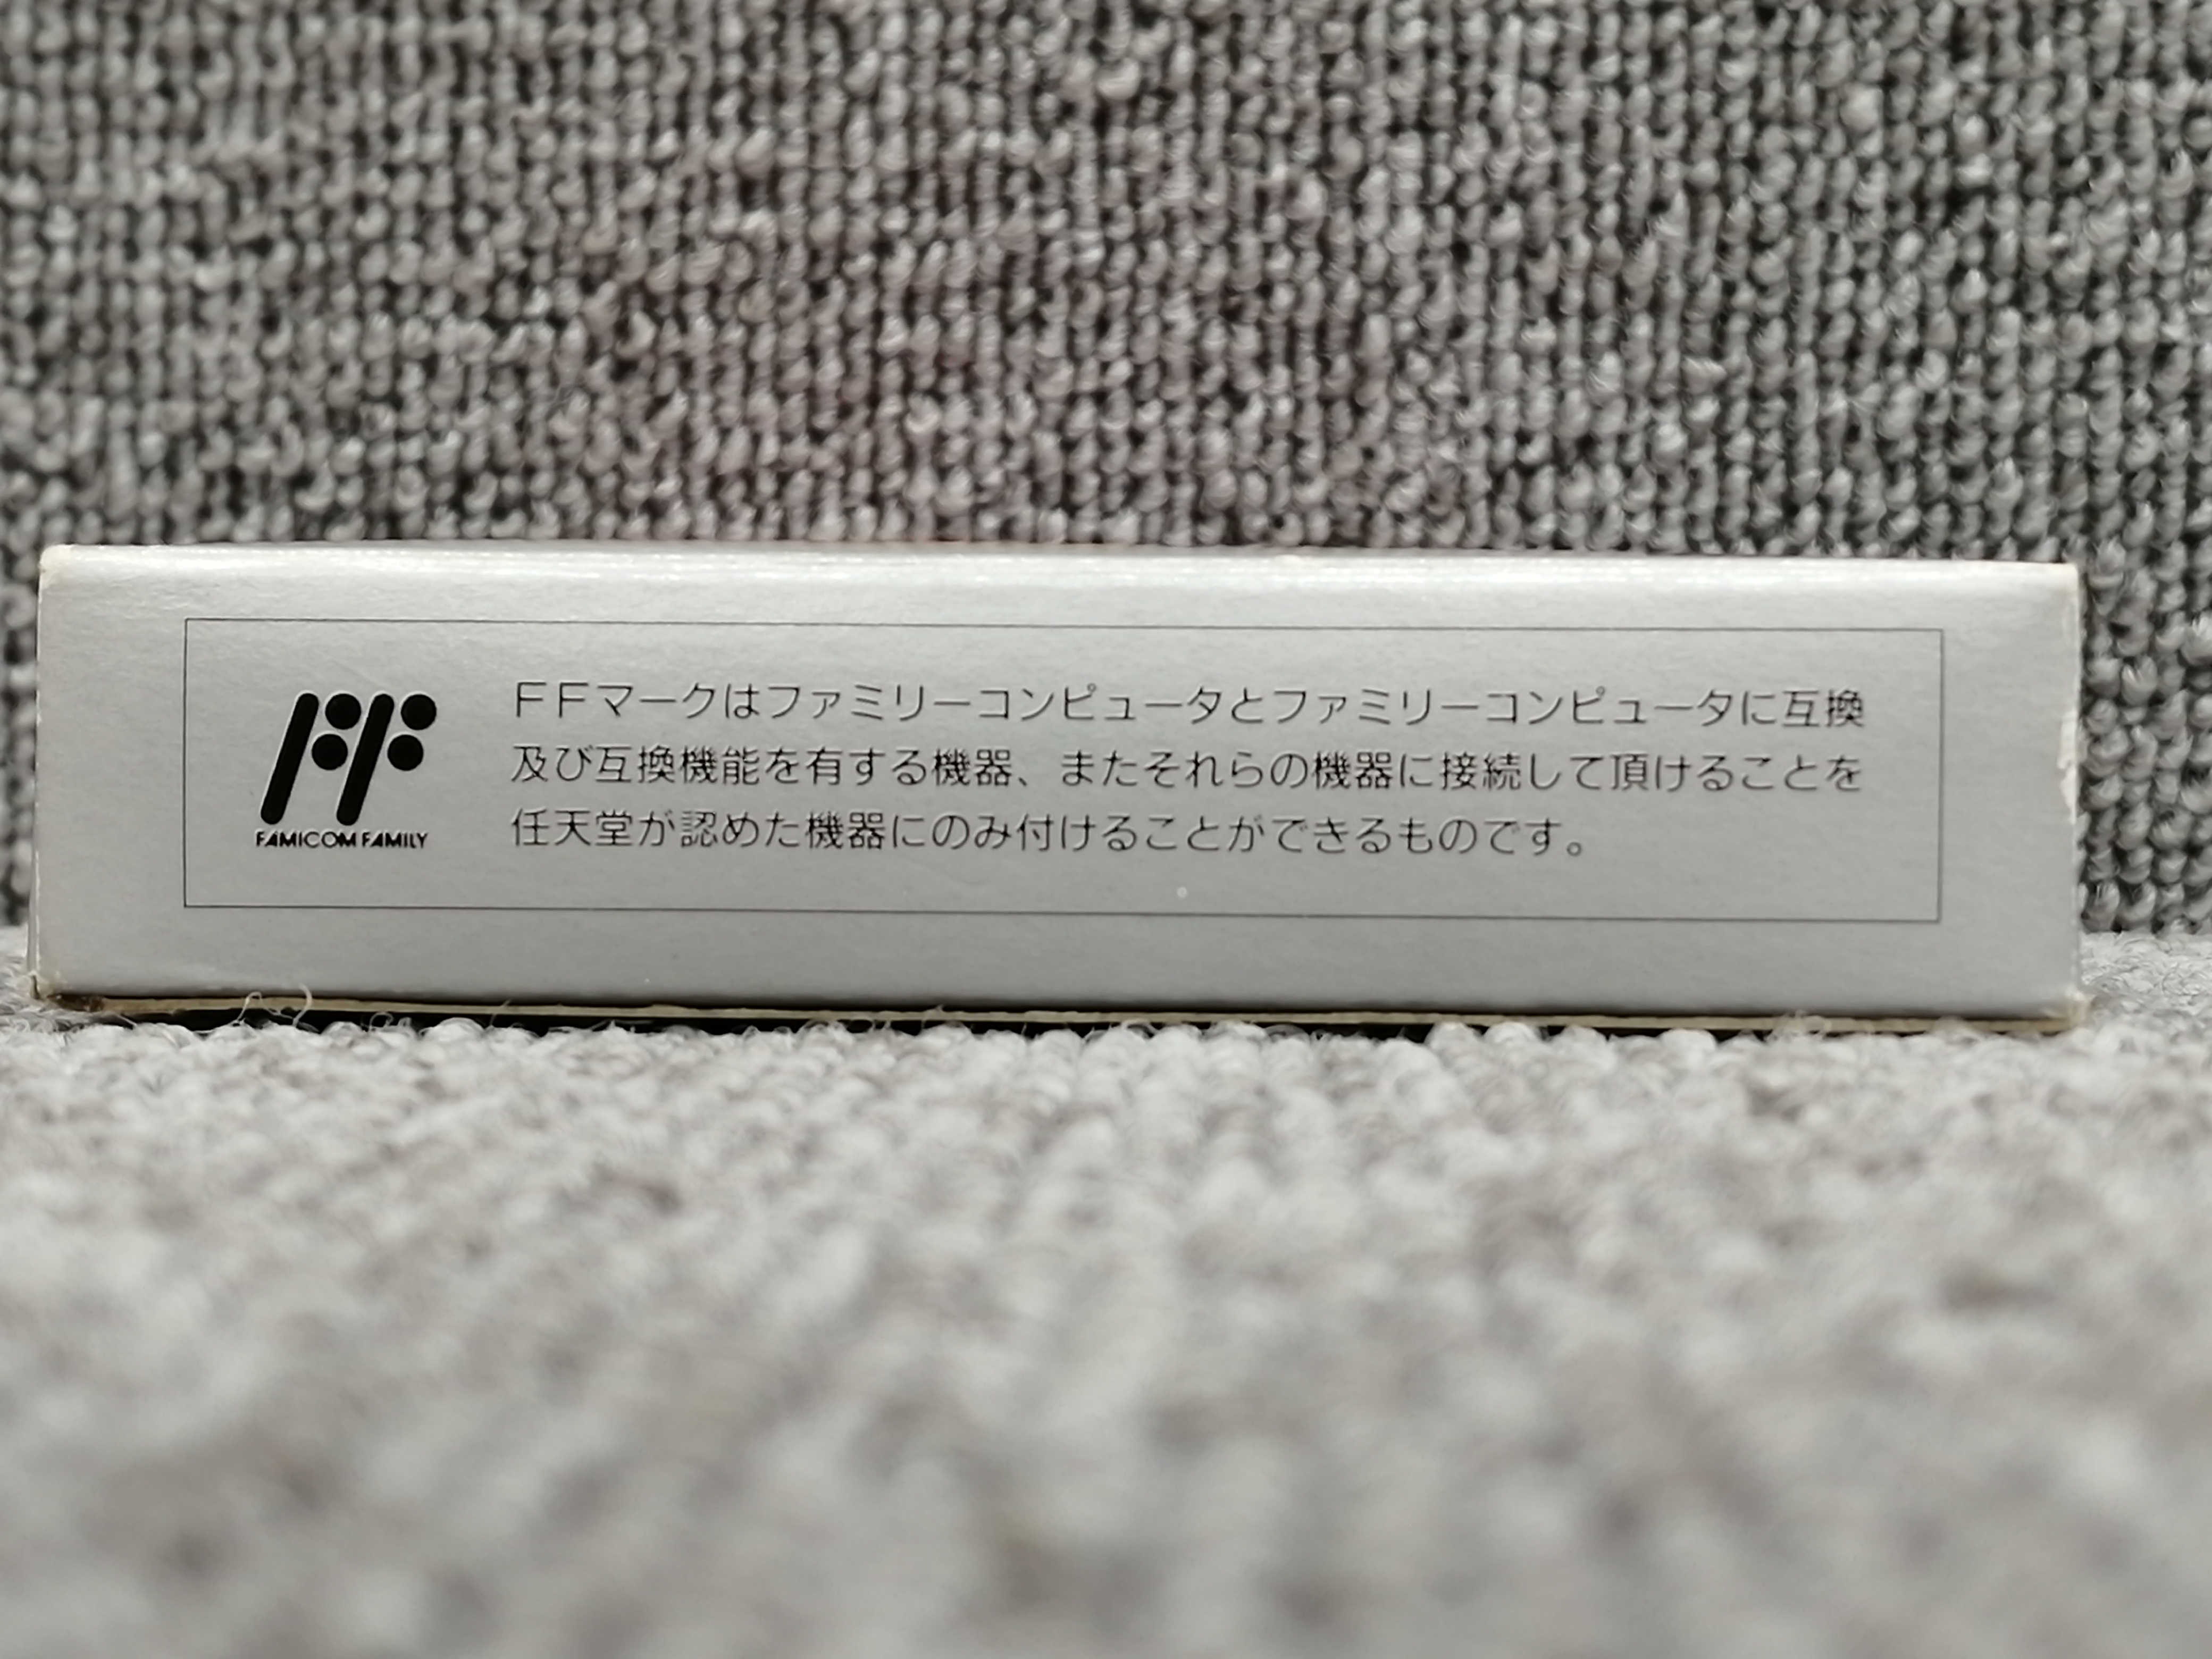 FAMICOM FAMILY
FFマークはファミリーコンピュータとファミリーコンピュータに互換
及び互換機能を有する機器、またそれらの機器に接続して頂けることを
任天堂が認めた機器にのみ付けることができるものです。